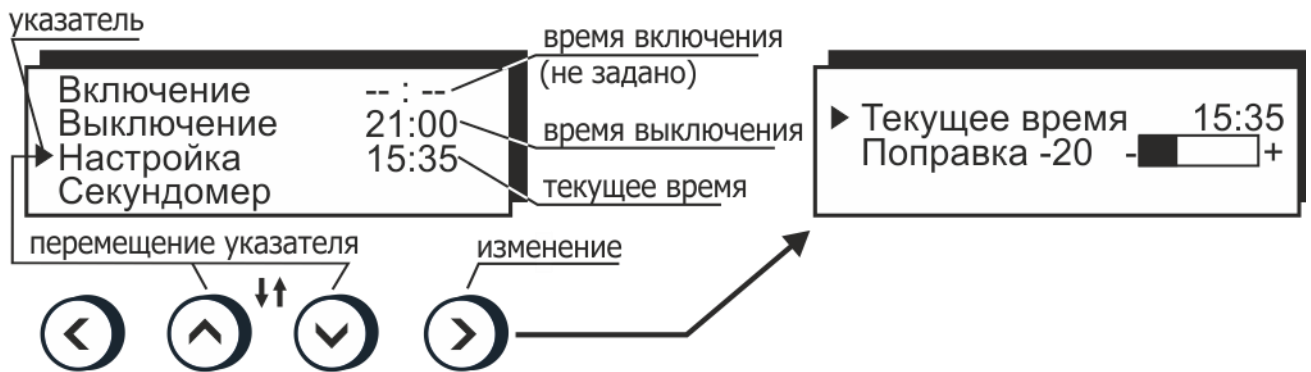 указатель
время включения
(не задано)
Включение -- : --
Выключение 21:00
время выключения
Настройка 15:35
Секундомер
текущее время
Текущее время 15:35
Поправка -20 - +
перемещение указателя
изменение